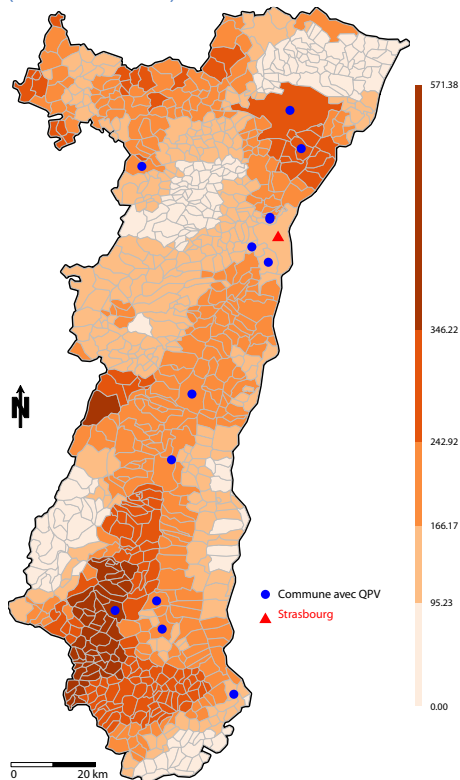 571.38
346.22
242.92
166.17
95.23
0.00
N
Commune avec QPV
Strasbourg
0 20 km